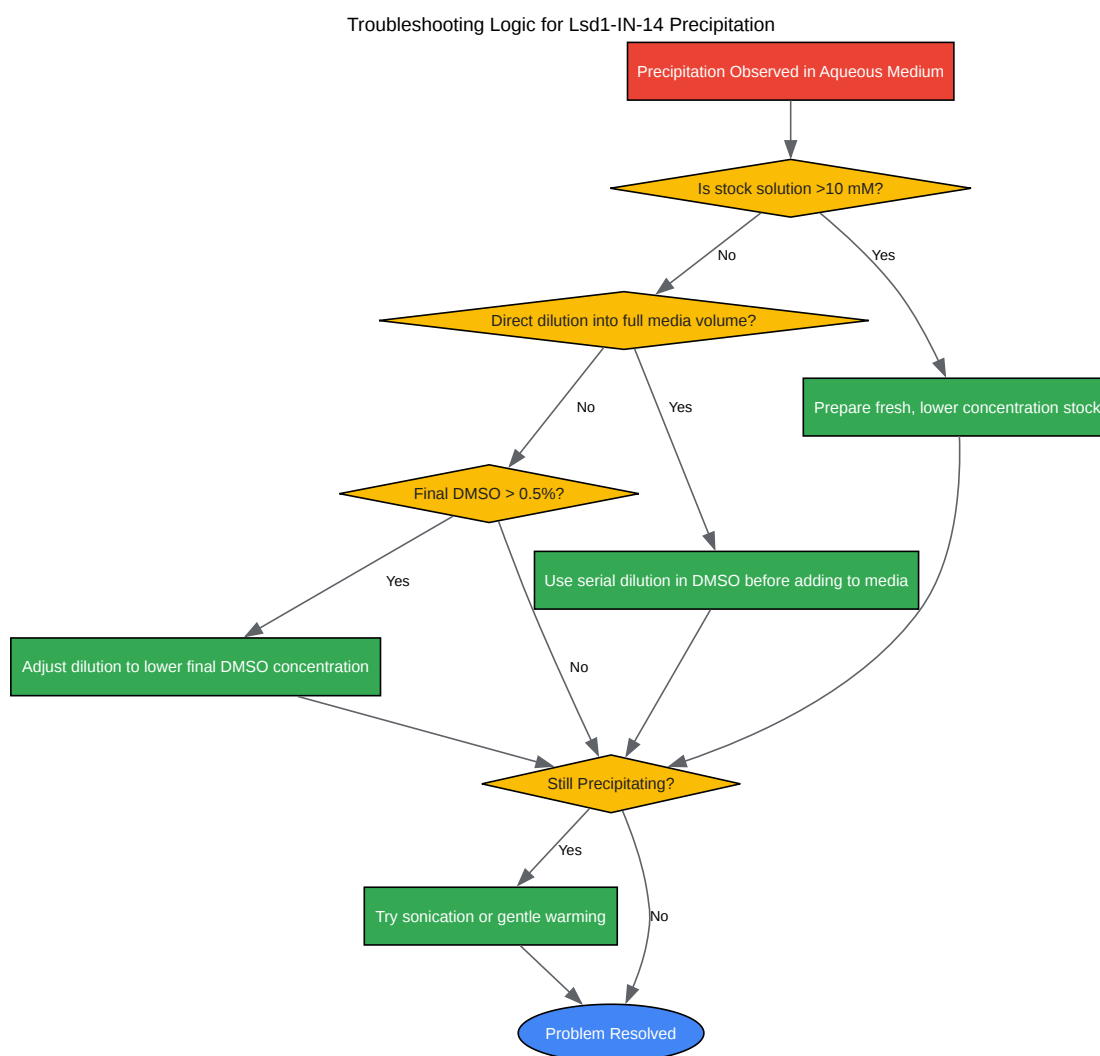 Troubleshooting Logic for Lsd1-IN-14 Precipitation
Precipitation Observed in Aqueous Medium
Is stock solution >10 mM?
No
Yes
Direct dilution into full media volume?
Prepare fresh, lower concentration stock
No
Yes
Final DMSO > 0.5%?
Use serial dilution in DMSO before adding to media
Yes
No
Adjust dilution to lower final DMSO concentration
Still Precipitating?
Yes
No
Try sonication or gentle warming
Problem Resolved